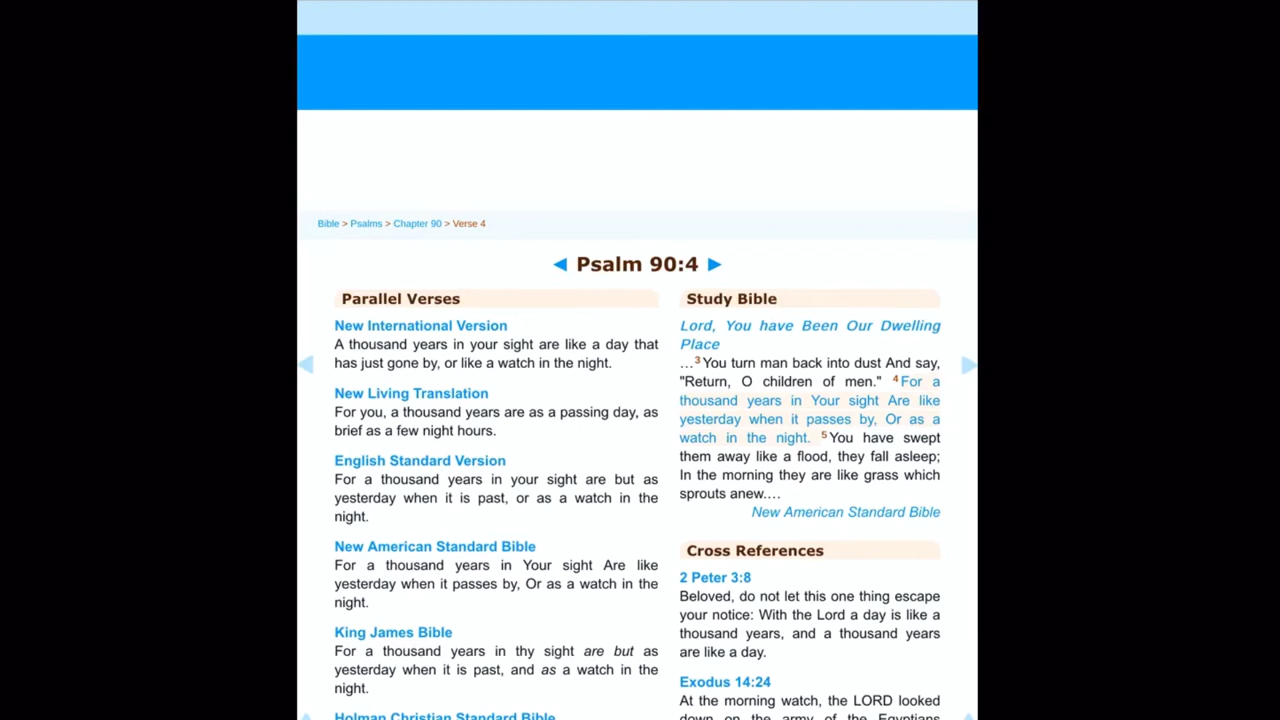 Bible > Psalms > Chapter 90 > Verse 4
◄ Psalm 90:4 ►
Parallel Verses
New International Version
A thousand years in your sight are like a day that
has just gone by, or like a watch in the night.
New Living Translation
For you, a thousand years are as a passing day, as
brief as a few night hours.
English Standard Version
For a thousand years in your sight are but as
yesterday when it is past, or as a watch in the
night.
New American Standard Bible
For a thousand years in Your sight Are like
yesterday when it passes by, Or as a watch in the
night.
King James Bible
For a thousand years in thy sight are but as
yesterday when it is past, and as a watch in the
night.
Holman Christian Standard Bible
Study Bible
Lord, You have Been Our Dwelling
Place
…3You turn man back into dust And say,
"Return, O children of men." 4For a
thousand years in Your sight Are like
yesterday when it passes by, Or as a
watch in the night. 5You have swept
them away like a flood, they fall asleep;
In the morning they are like grass which
sprouts anew.…
New American Standard Bible
Cross References
2 Peter 3:8
Beloved, do not let this one thing escape
your notice: With the Lord a day is like a
thousand years, and a thousand years
are like a day.
Exodus 14:24
At the morning watch, the LORD looked
down on the army of the Egyptians